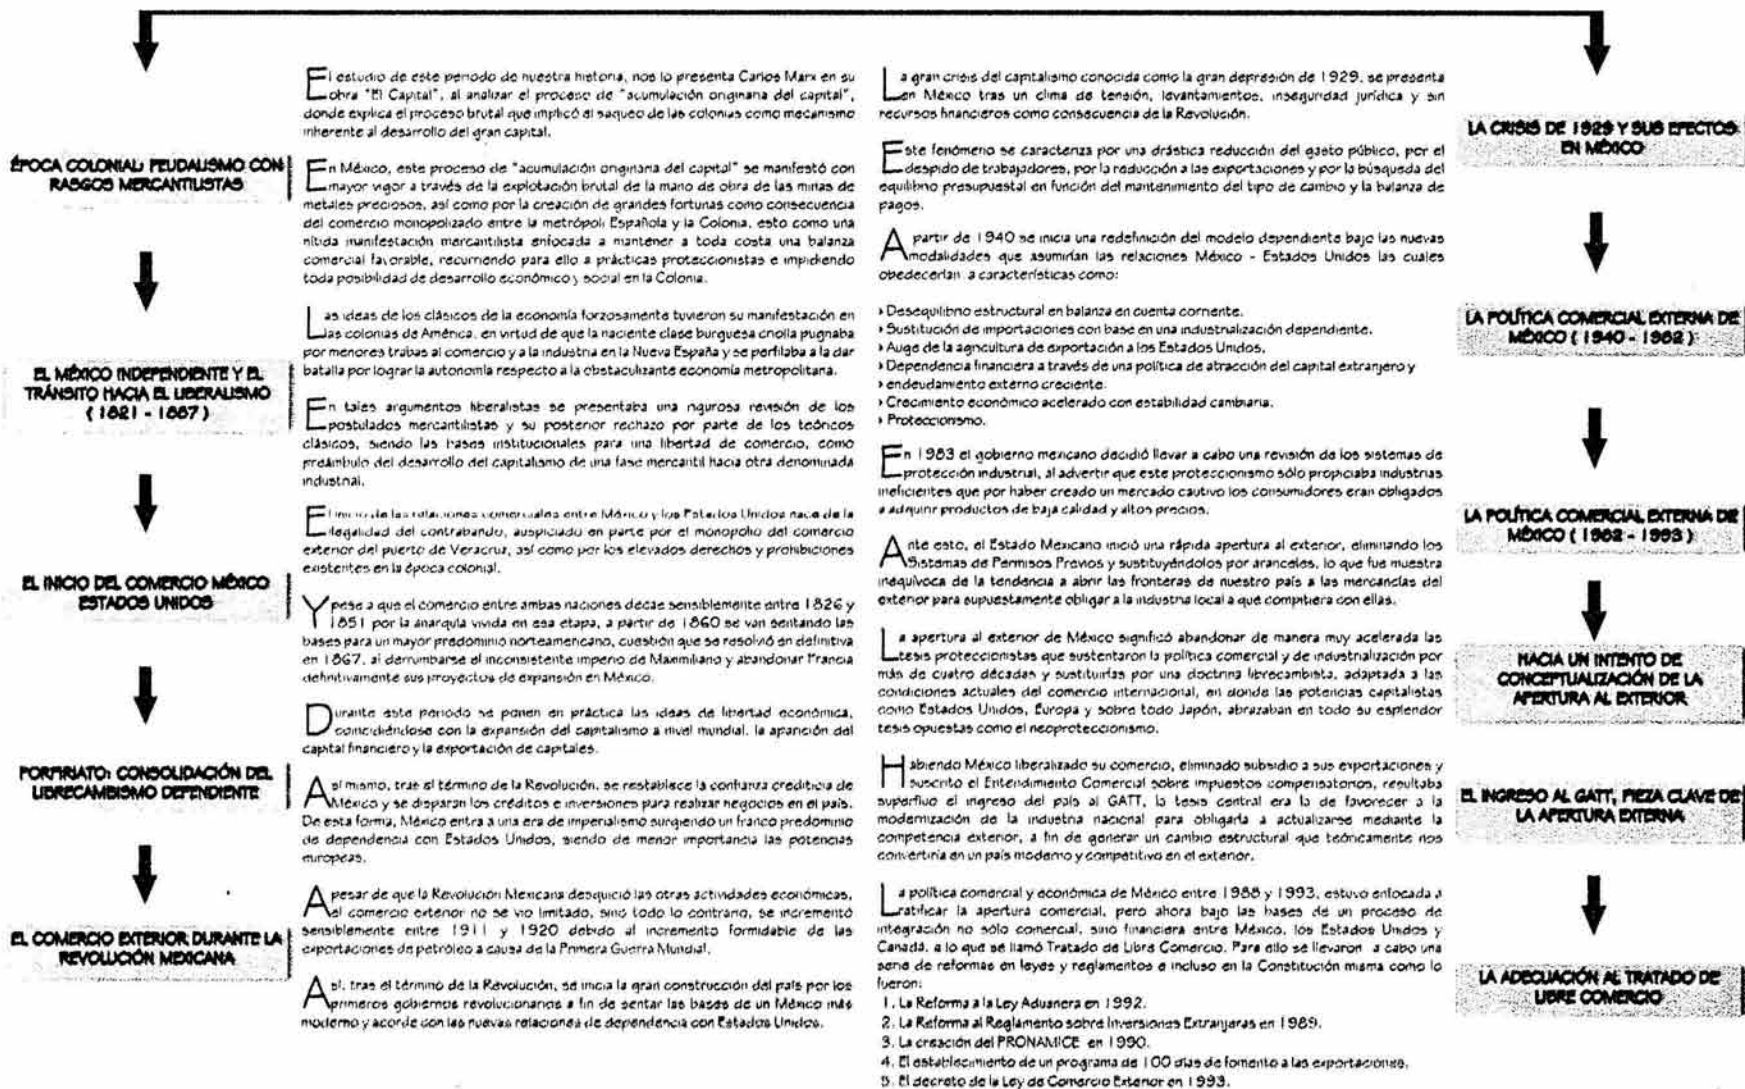 ÉPOCA COLONIAL: FEUDALISMO CON
RASGOS MERCANTILISTAS
El estudio de este periodo de nuestra historia, nos lo presenta Carlos Marx en su
obra "El Capital", al analizar el proceso de "acumulación originaria del capital",
donde explica el proceso brutal que implicó el saqueo de las colonias como mecanismo
inherente al desarrollo del gran capital.
En México, este proceso de "acumulación originaria del capital" se manifestó con
mayor vigor a través de la explotación brutal de la mano de obra de las minas de
metales preciosos, así como por la creación de grandes fortunas como consecuencia
del comercio monopolizado entre la metrópoli Española y la Colonia, esto como una
nítida manifestación mercantilista enfocada a mantener a toda costa una balanza
comercial favorable, recurriendo para ello a prácticas proteccionistas e impidiendo
toda posibilidad de desarrollo económico y social en la Colonia.
EL MÉXICO INDEPENDIENTE Y EL
TRÁNSITO HACIA EL LIBERALISMO
(1821 - 1887)
Las ideas de los clásicos de la economía forzosamente tuvieron su manifestación en
las colonias de América, en virtud de que la naciente clase burguesa criolla pugnaba
por menores trabas al comercio y a la industria en la Nueva España y se perfilaba a la dar
batalla por lograr la autonomía respecto a la obstaculizante economía metropolitana.
En tales argumentos liberalistas se presentaba una rigurosa revisión de los
postulados mercantilistas y su posterior rechazo por parte de los teóricos
clásicos, siendo las bases institucionales para una libertad de comercio, como
preámbulo del desarrollo del capitalismo de una fase mercantil hacia otra denominada
industrial.
EL INICIO DEL COMERCIO MÉXICO
ESTADOS UNIDOS
El inicio de las relaciones comerciales entre México y los Estados Unidos nace de la
ilegalidad del contrabando, auspiciado en parte por el monopolio del comercio
exterior del puerto de Veracruz, así como por los elevados derechos y prohibiciones
existentes en la época colonial.
Y pese a que el comercio entre ambas naciones decae sensiblemente entre 1826 y
1851 por la anarquía vivida en esa etapa, a partir de 1860 se van sentando las
bases para un mayor predominio norteamericano, cuestión que se resolvió en definitiva
en 1867, al derrumbarse el inconsistente imperio de Maximiliano y abandonar Francia
definitivamente sus proyectos de expansión en México.
PORFIRIATO: CONSOLIDACIÓN DEL
LIBRECAMBISMO DEPENDIENTE
Durante este periodo se ponen en práctica las ideas de libertad económica,
coincidiéndose con la expansión del capitalismo a nivel mundial, la aparición del
capital financiero y la exportación de capitales.
Así mismo, tras el término de la Revolución, se restablece la confianza crediticia de
México y se disparan los créditos e inversiones para realizar negocios en el país.
De esta forma, México entra a una era de imperialismo surgiendo un franco predominio
de dependencia con Estados Unidos, siendo de menor importancia las potencias
europeas.
EL COMERCIO EXTERIOR DURANTE LA
REVOLUCIÓN MEXICANA
A pesar de que la Revolución Mexicana desquició las otras actividades económicas,
el comercio exterior no se vio limitado, sino todo lo contrario, se incrementó
sensiblemente entre 1911 y 1920 debido al incremento formidable de las
exportaciones de petróleo a causa de la Primera Guerra Mundial.
Así, tras el término de la Revolución, se inicia la gran construcción del país por los
primeros gobiernos revolucionarios a fin de sentar las bases de un México más
moderno y acorde con las nuevas relaciones de dependencia con Estados Unidos.
LA CRISIS DE 1929 Y SUS EFECTOS
EN MÉXICO
La gran crisis del capitalismo conocida como la gran depresión de 1929, se presenta
en México tras un clima de tensión, levantamientos, inseguridad jurídica y sin
recursos financieros como consecuencia de la Revolución.
Este fenómeno se caracteriza por una drástica reducción del gasto público, por el
despido de trabajadores, por la reducción a las exportaciones y por la búsqueda del
equilibrio presupuestal en función del mantenimiento del tipo de cambio y la balanza de
pagos.
LA POLÍTICA COMERCIAL EXTERNA DE
MÉXICO (1940 - 1982)
A partir de 1940 se inicia una redefinición del modelo dependiente bajo las nuevas
modalidades que asumirían las relaciones México - Estados Unidos las cuales
obedecerían a características como:
› Desequilibrio estructural en balanza en cuenta corriente.
› Sustitución de importaciones con base en una industrialización dependiente.
› Auge de la agricultura de exportación a los Estados Unidos.
› Dependencia financiera a través de una política de atracción del capital extranjero y
› endeudamiento externo creciente.
› Crecimiento económico acelerado con estabilidad cambiaria.
› Proteccionismo.
LA POLÍTICA COMERCIAL EXTERNA DE
MÉXICO (1982 - 1993)
En 1983 el gobierno mexicano decidió llevar a cabo una revisión de los sistemas de
protección industrial, al advertir que este proteccionismo sólo propiciaba industrias
ineficientes que por haber creado un mercado cautivo los consumidores eran obligados
a adquirir productos de baja calidad y altos precios.
Ante esto, el Estado Mexicano inició una rápida apertura al exterior, eliminando los
Sistemas de Permisos Previos y sustituyéndolos por aranceles, lo que fue muestra
inequívoca de la tendencia a abrir las fronteras de nuestro país a las mercancías del
exterior para supuestamente obligar a la industria local a que compitiera con ellas.
HACIA UN INTENTO DE
CONCEPTUALIZACIÓN DE LA
APERTURA AL EXTERIOR
La apertura al exterior de México significó abandonar de manera muy acelerada las
tesis proteccionistas que sustentaron la política comercial y de industrialización por
más de cuatro décadas y sustituirlas por una doctrina librecambista, adaptada a las
condiciones actuales del comercio internacional, en donde las potencias capitalistas
como Estados Unidos, Europa y sobre todo Japón, abrazaban en todo su esplendor
tesis opuestas como el neoproteccionismo.
EL INGRESO AL GATT, PIEZA CLAVE DE
LA APERTURA EXTERNA
Habiendo México liberalizado su comercio, eliminado subsidio a sus exportaciones y
suscrito el Entendimiento Comercial sobre impuestos compensatorios, resultaba
superfluo el ingreso del país al GATT, la tesis central era la de favorecer a la
modernización de la industria nacional para obligarla a actualizarse mediante la
competencia exterior, a fin de generar un cambio estructural que teóricamente nos
convertiría en un país moderno y competitivo en el exterior.
LA ADECUACIÓN AL TRATADO DE
LIBRE COMERCIO
La política comercial y económica de México entre 1988 y 1993, estuvo enfocada a
ratificar la apertura comercial, pero ahora bajo las bases de un proceso de
integración no sólo comercial, sino financiera entre México, los Estados Unidos y
Canadá, a lo que se llamó Tratado de Libre Comercio. Para ello se llevaron a cabo una
serie de reformas en leyes y reglamentos e incluso en la Constitución misma como lo
fueron:
1. La Reforma a la Ley Aduanera en 1992.
2. La Reforma al Reglamento sobre Inversiones Extranjeras en 1989.
3. La creación del PRONAMICE en 1990.
4. El establecimiento de un programa de 100 días de fomento a las exportaciones.
5. El decreto de la Ley de Comercio Exterior en 1993.